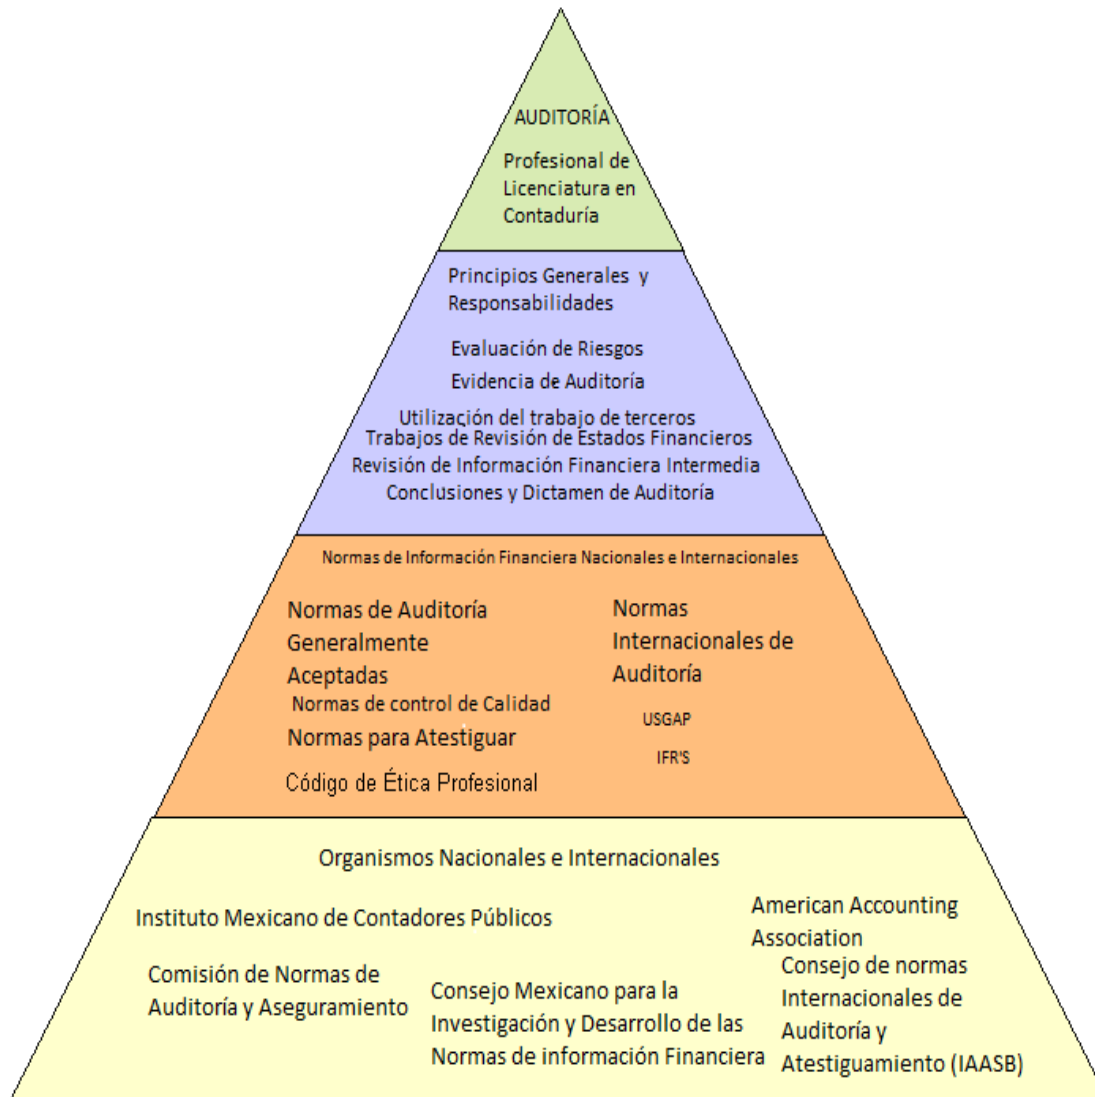 AUDITORÍA
Profesional de
Licenciatura en
Contaduría
Principios Generales y
Responsabilidades
Evaluación de Riesgos
Evidencia de Auditoría
Utilización del trabajo de terceros
Trabajos de Revisión de Estados Financieros
Revisión de Información Financiera Intermedia
Conclusiones y Dictamen de Auditoría
Normas de Información Financiera Nacionales e Internacionales
Normas de Auditoría
Generalmente
Aceptadas
Normas de control de Calidad
Normas para Atestiguar
Código de Ética Profesional
Normas
Internacionales de
Auditoría
USGAP
IFR'S
Organismos Nacionales e Internacionales
Instituto Mexicano de Contadores Públicos
American Accounting
Association
Comisión de Normas de
Auditoría y Aseguramiento
Consejo Mexicano para la
Investigación y Desarrollo de las
Normas de información Financiera
Consejo de normas
Internacionales de
Auditoría y
Atestiguamiento (IAASB)